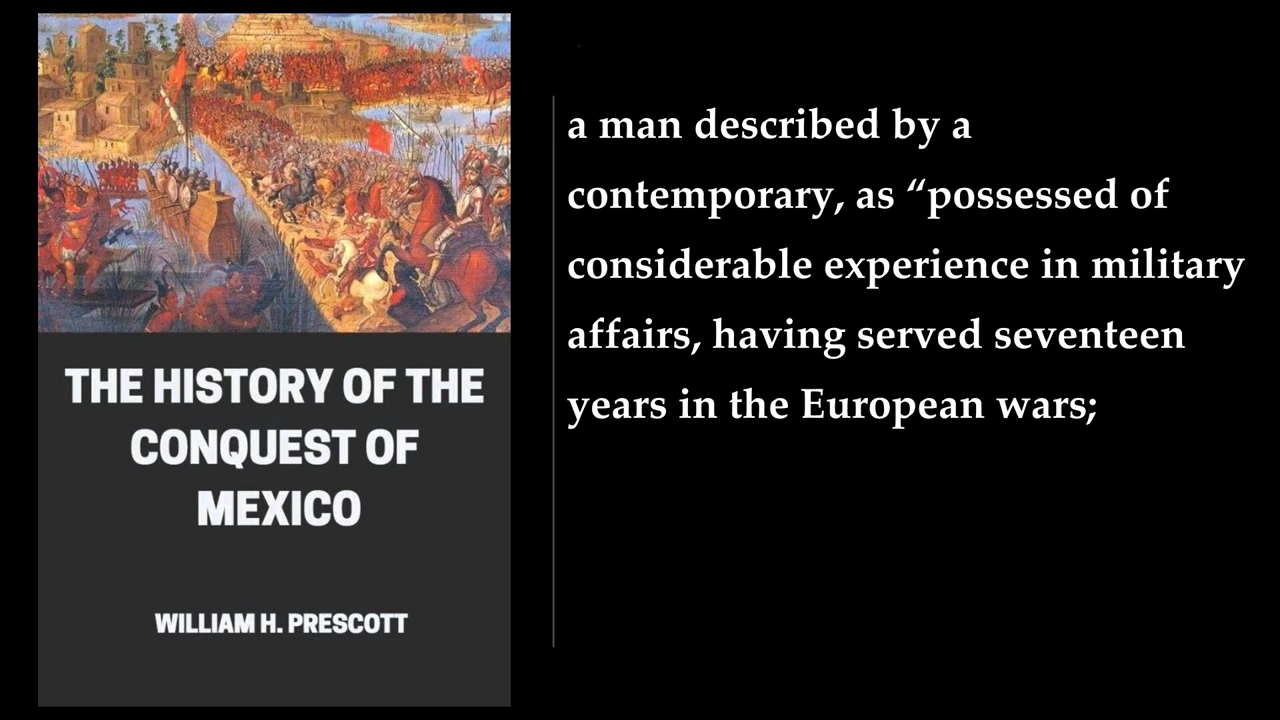 THE HISTORY OF THE
CONQUEST OF
MEXICO
WILLIAM H. PRESCOTT
a man described by a
contemporary, as “possessed of
considerable experience in military
affairs, having served seventeen
years in the European wars;